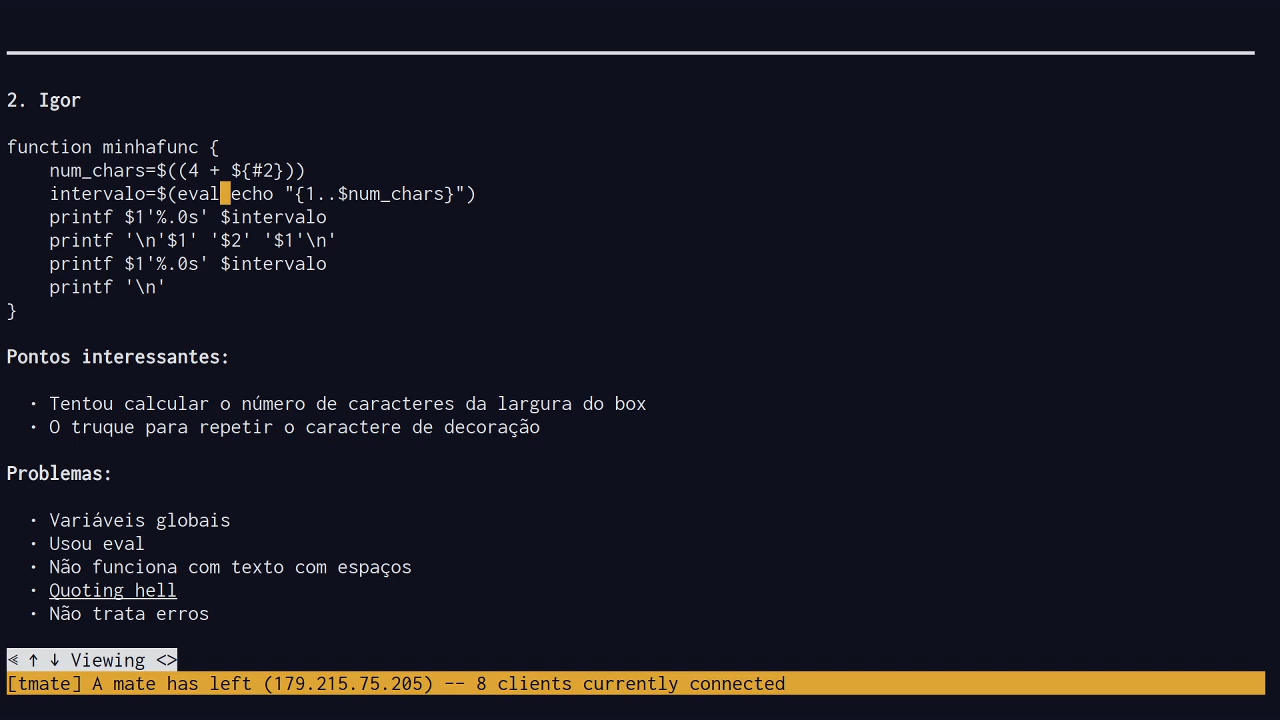 2. Igor
function minhafunc {
    num_chars=$((4 + ${#2}))
    intervalo=$(eval echo "{1..$num_chars}")
    printf $1'%.0s' $intervalo
    printf '\n'$1' '$2' '$1'\n'
    printf $1'%.0s' $intervalo
    printf '\n'
}
Pontos interessantes:
• Tentou calcular o número de caracteres da largura do box
• O truque para repetir o caractere de decoração
Problemas:
• Variáveis globais
• Usou eval
• Não funciona com texto com espaços
• Quoting hell
• Não trata erros
⋞ ↑ ↓ Viewing <>
[tmate] A mate has left (179.215.75.205) -- 8 clients currently connected